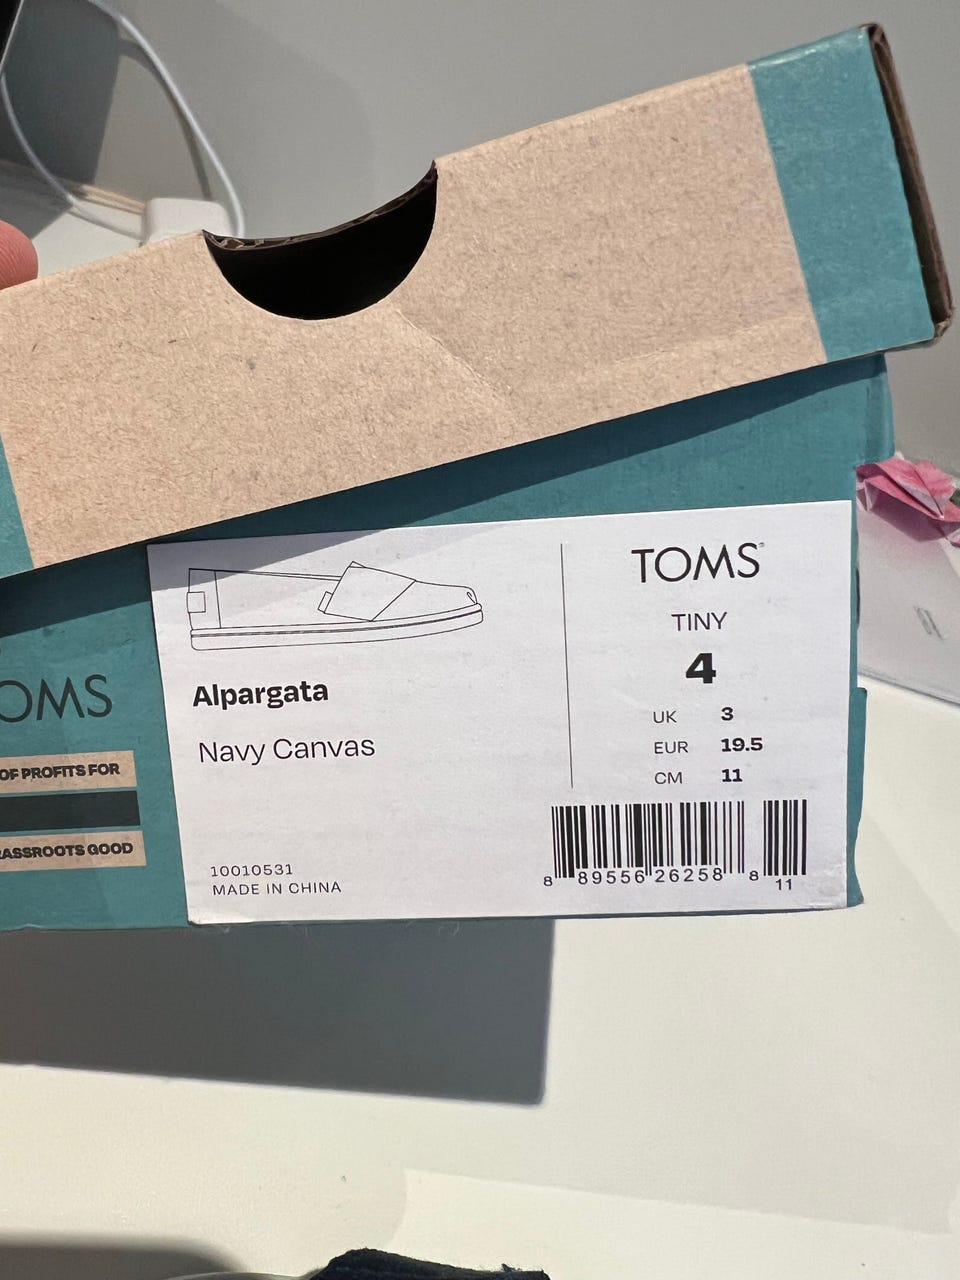 OMS
OF PROFITS FOR
GOOD
Alpargata
Navy Canvas
10010531
MADE IN CHINA
TOMS®
TINY
4
UK 3
EUR 19.5
CM 11
8 89556 26258 8 11